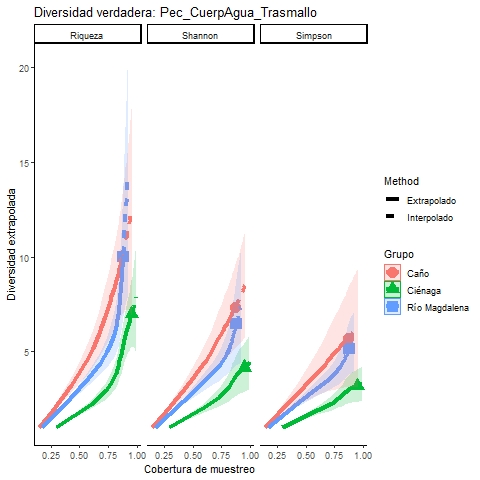 Diversidad verdadera: Pec_CuerpAgua_Trasmallo
Riqueza Shannon Simpson
20
15
10
5
Diversidad extrapolada
0.25 0.50 0.75 1.00 0.25 0.50 0.75 1.00 0.25 0.50 0.75 1.00
Cobertura de muestreo
Method
Extrapolado
Interpolado
Grupo
Caño
Ciénaga
Río Magdalena